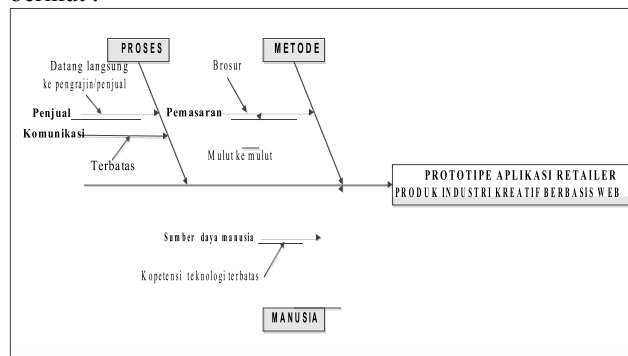 PROSES
METODE
Datang langsung
ke pengrajin/penjual
Brosur
Penjual
Pemasaran
Komunikasi
Terbatas
Mulut ke mulut
PROTOTIPE APLIKASI RETAILER
PRODUK INDUSTRI KREATIF BERBASIS WEB
Sumber daya manusia
Kopetensi teknologi terbatas
MANUSIA